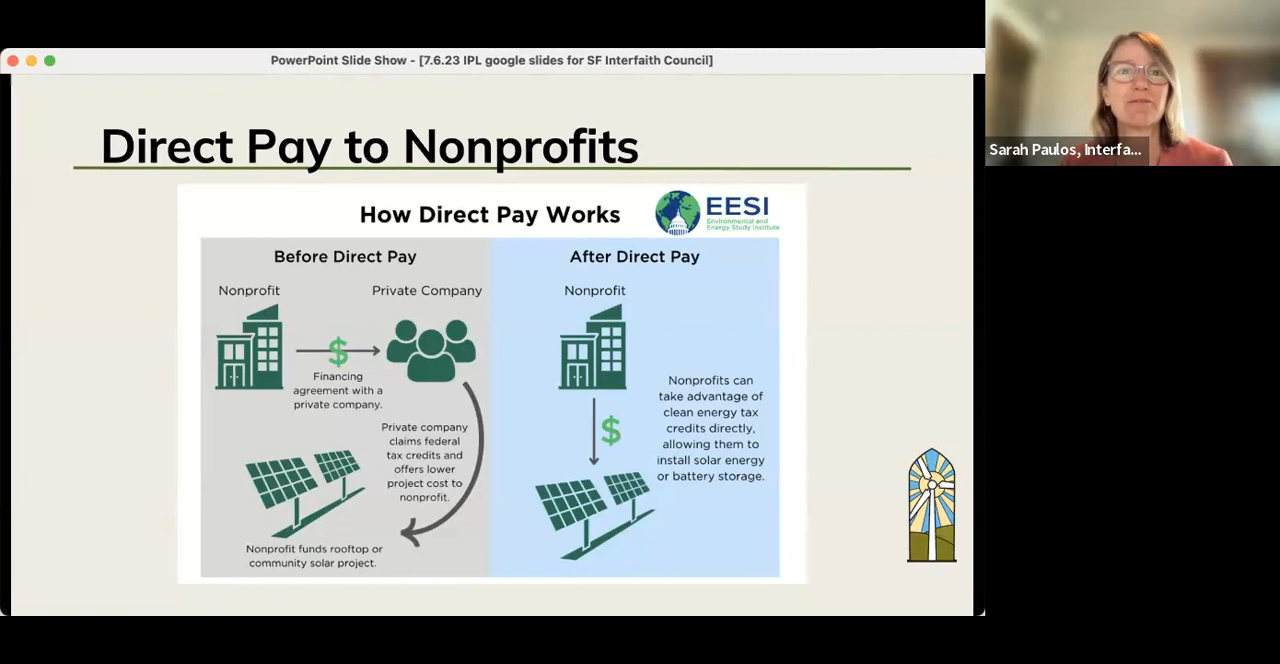 PowerPoint Slide Show - [7.6.23 IPL google slides for SF Interfaith Council]
Sarah Paulos, Interfa...
Direct Pay to Nonprofits
How Direct Pay Works
EESI
Environmental and
Energy Study Institute
Before Direct Pay
Nonprofit
Private Company
$
Financing
agreement with a
private company.
Private company
claims federal
tax credits and
offers lower
project cost to
nonprofit.
Nonprofit funds rooftop or
community solar project.
After Direct Pay
Nonprofit
$
Nonprofits can
take advantage of
clean energy tax
credits directly,
allowing them to
install solar energy
or battery storage.